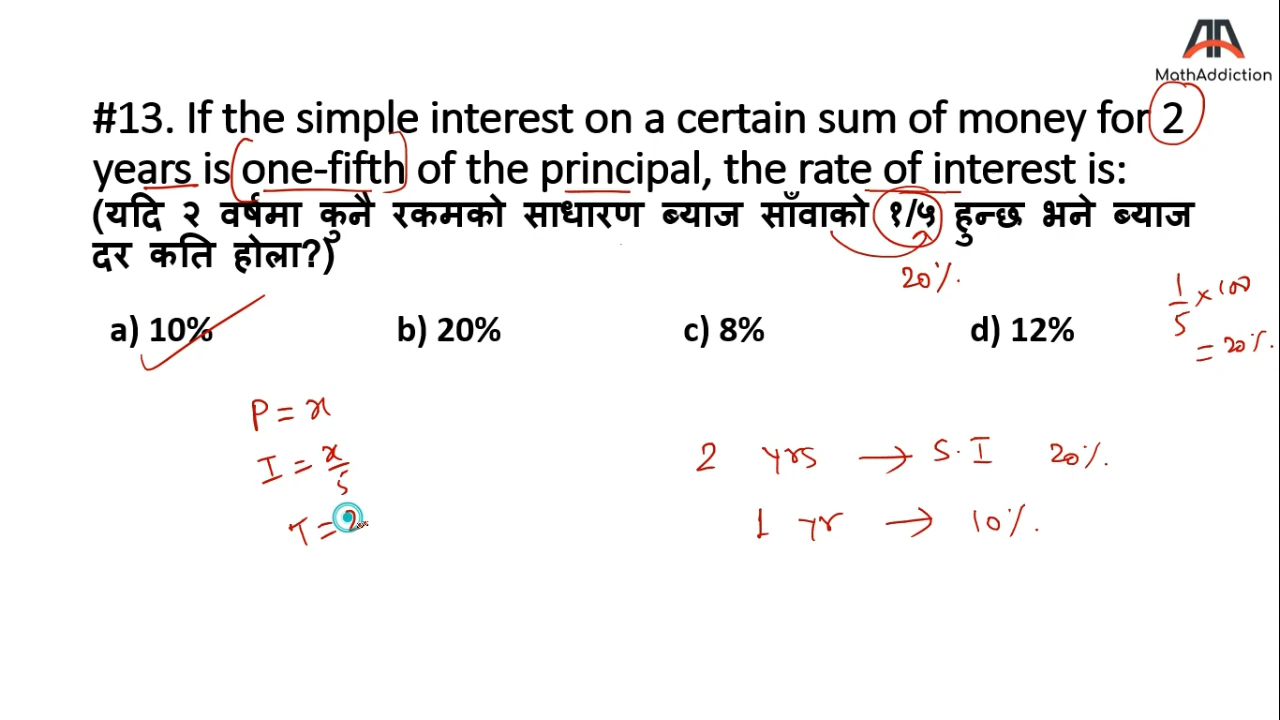 MathAddiction
#13. If the simple interest on a certain sum of money for 2
years is one-fifth of the principal, the rate of interest is:
(यदि २ वर्षमा कुनै रकमको साधारण ब्याज साँवाको १/५ हुन्छ भने ब्याज
दर कति होला?)
20%.
1/5 × 100
= 20%.
a) 10% b) 20% c) 8% d) 12%
P = x
I = x/5
T = 2
2 yrs → S.I 20%.
1 yr → 10%.